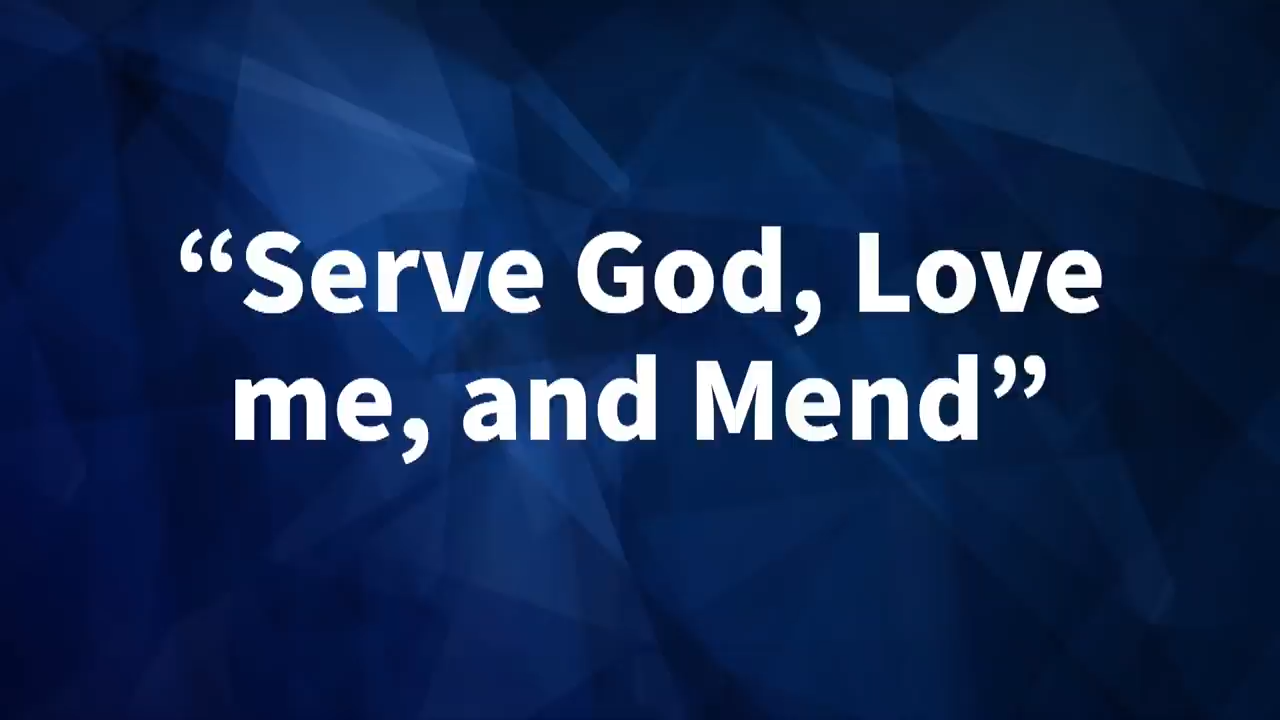 “Serve God, Love
me, and Mend”